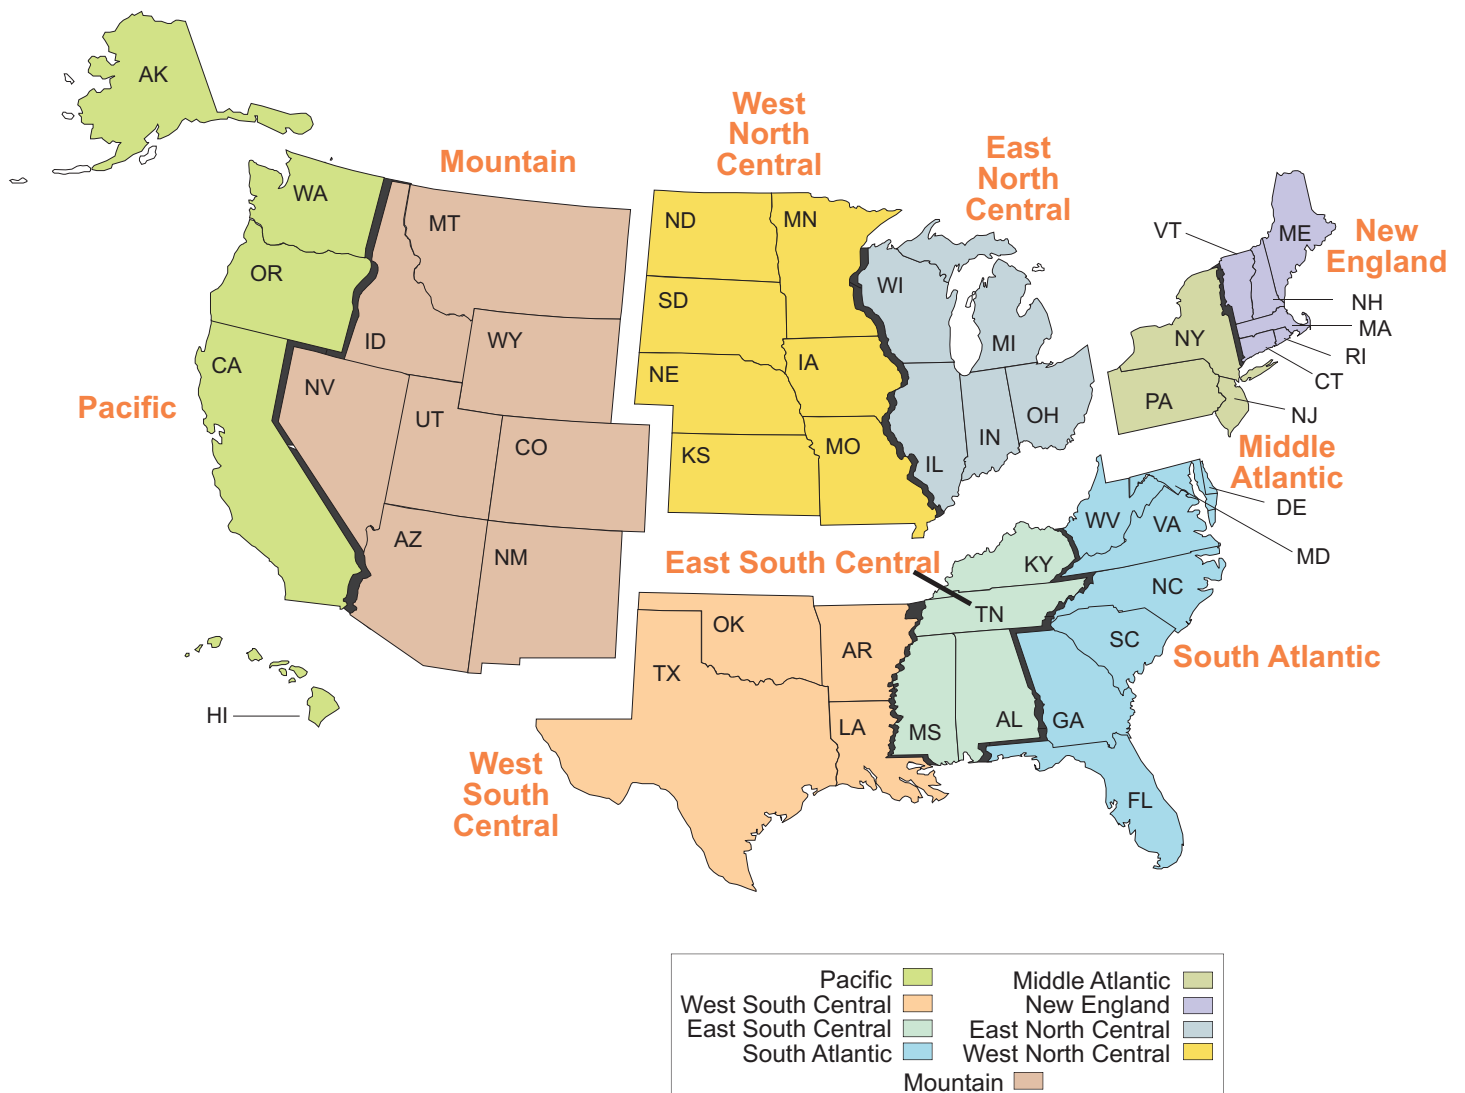 AK
West
North
Central
Mountain
East
North
Central
WA
MT
ND
MN
VT
ME
New
England
OR
SD
WI
NH
MA
ID
WY
MI
NY
RI
CA
NV
NE
IA
CT
Pacific
UT
CO
KS
MO
IL
IN
OH
PA
NJ
Middle
Atlantic
DE
AZ
NM
WV
VA
MD
East South Central
KY
NC
TN
OK
AR
SC
South Atlantic
TX
HI
LA
MS
AL
GA
West
South
Central
FL
Pacific
West South Central
East South Central
South Atlantic
Middle Atlantic
New England
East North Central
West North Central
Mountain